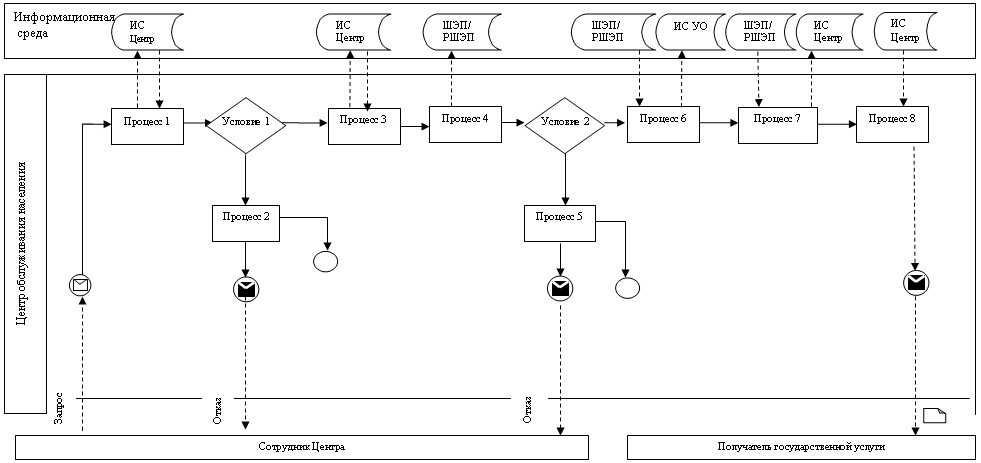 Информационная
среда
ИС
Центр
ИС
Центр
ШЭП/
РШЭП
ШЭП/
РШЭП
ИС УО
ШЭП/
РШЭП
ИС
Центр
ИС
Центр
Центр обслуживания населения
Процесс 1
Условие 1
Процесс 3
Процесс 4
Условие 2
Процесс 6
Процесс 7
Процесс 8
Процесс 2
Процесс 5
Запрос
Отказ
Отказ
Сотрудник Центра
Получатель государственной услуги